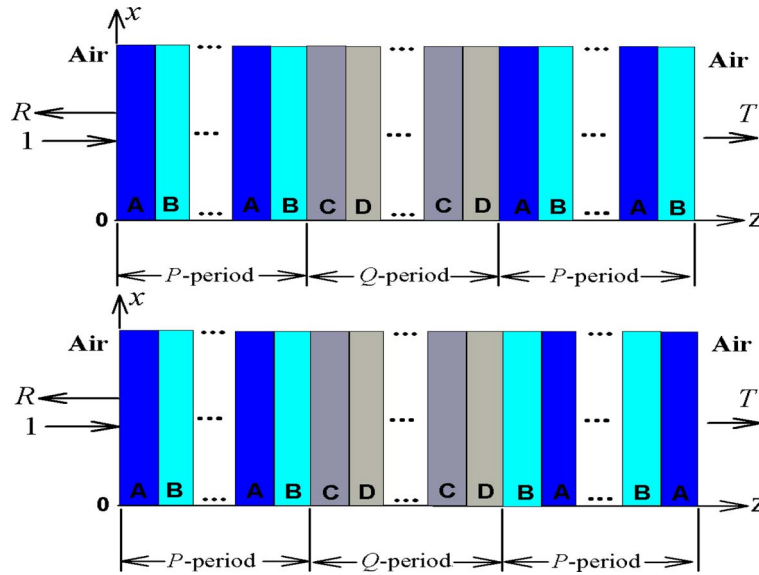 x
Air ... ... ... Air
R T
1 ... ... ...
A B ... A B C D ... C D A B ... A B
0 z
P-period Q-period P-period
x
Air ... ... ... Air
R T
1 ... ... ...
A B ... A B C D ... C D B A ... B A
0 z
P-period Q-period P-period